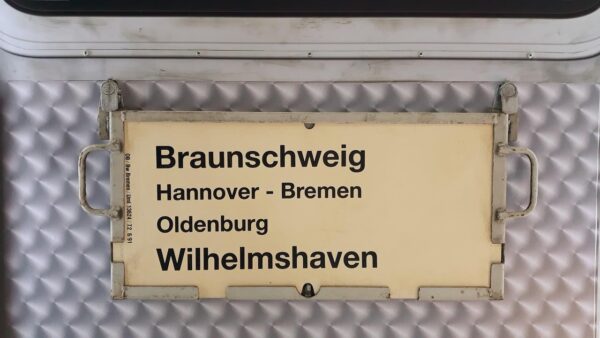 Braunschweig
Hannover - Bremen
Oldenburg
Wilhelmshaven